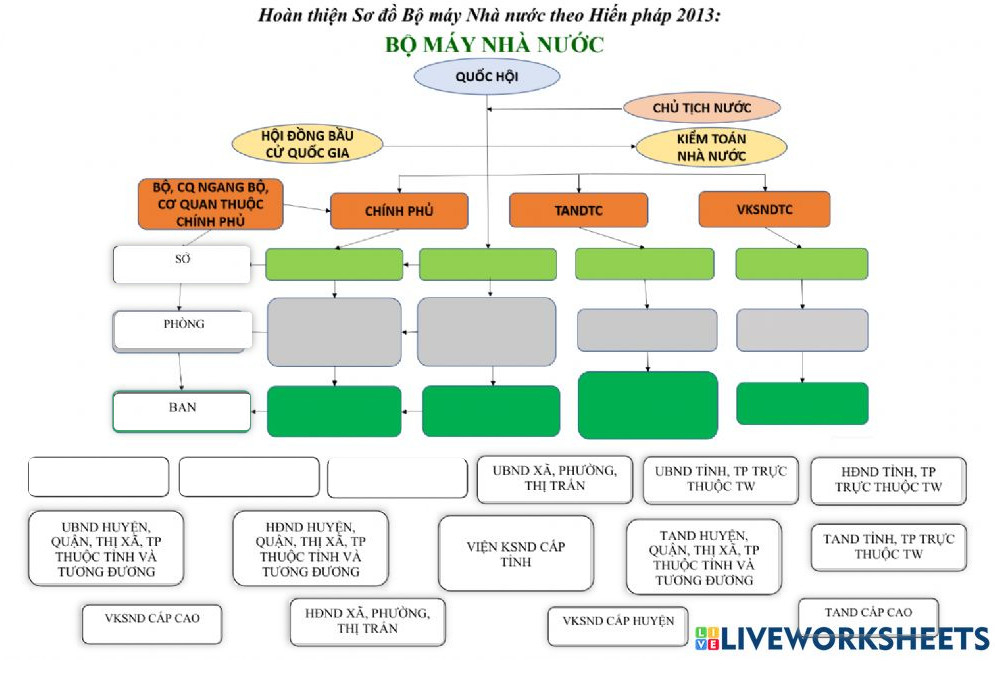 Hoàn thiện Sơ đồ Bộ máy Nhà nước theo Hiến pháp 2013:
BỘ MÁY NHÀ NƯỚC
QUỐC HỘI
CHỦ TỊCH NƯỚC
HỘI ĐỒNG BẦU
CỬ QUỐC GIA
KIỂM TOÁN
NHÀ NƯỚC
BỘ, CQ NGANG BỘ,
CƠ QUAN THUỘC
CHÍNH PHỦ
CHÍNH PHỦ
TANDTC
VKSNDTC
SỞ
PHÒNG
BAN
UBND XÃ, PHƯỜNG,
THỊ TRẤN
UBND TỈNH, TP TRỰC
THUỘC TW
HĐND TỈNH, TP
TRỰC THUỘC TW
UBND HUYỆN,
QUẬN, THỊ XÃ, TP
THUỘC TỈNH VÀ
TƯƠNG ĐƯƠNG
HĐND HUYỆN,
QUẬN, THỊ XÃ, TP
THUỘC TỈNH VÀ
TƯƠNG ĐƯƠNG
VIỆN KSND CẤP
TỈNH
TAND HUYỆN,
QUẬN, THỊ XÃ, TP
THUỘC TỈNH VÀ
TƯƠNG ĐƯƠNG
TAND TỈNH, TP TRỰC
THUỘC TW
VKSND CẤP CAO
HĐND XÃ, PHƯỜNG,
THỊ TRẤN
VKSND CẤP HUYỆN
TAND CẤP CAO
LIVE LIVEWORKSHEETS